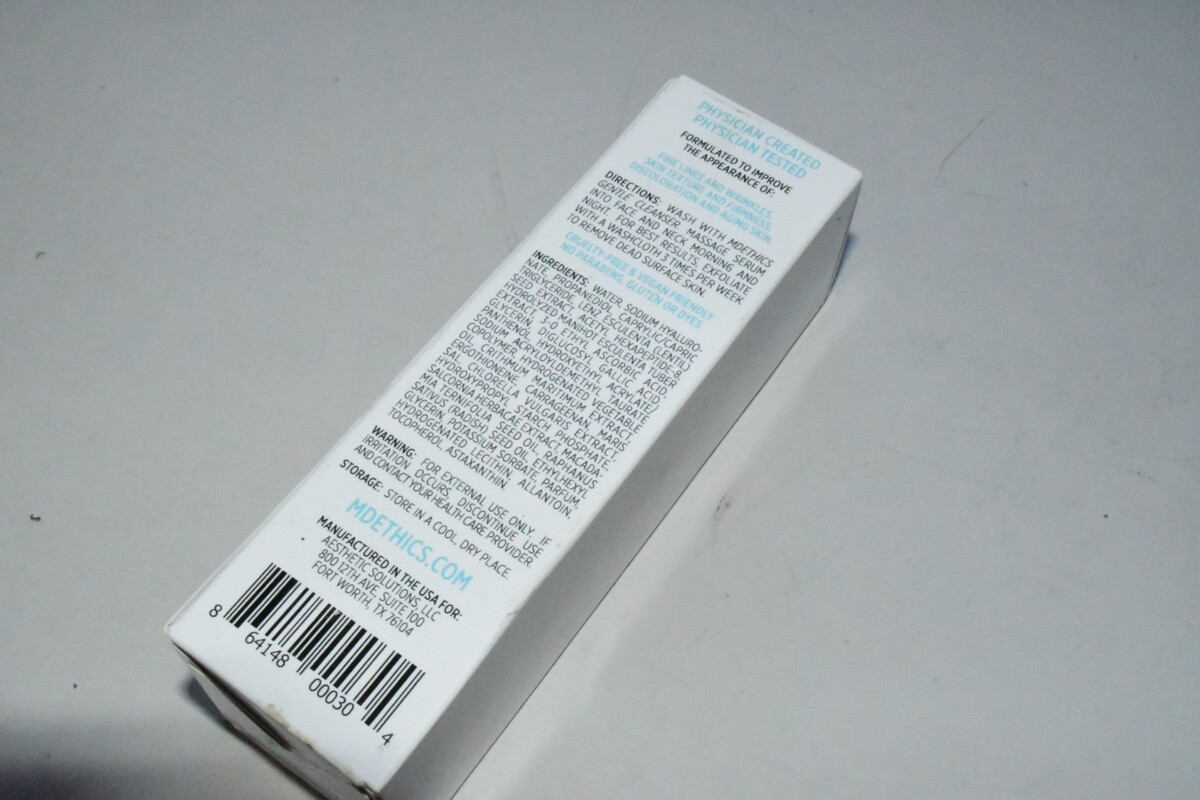 PHYSICIAN CREATED
PHYSICIAN TESTED
FORMULATED TO IMPROVE
THE APPEARANCE OF:
FINE LINES AND WRINKLES,
SKIN TEXTURE AND FIRMNESS,
DISCOLORATION AND AGING SKIN
DIRECTIONS: WASH WITH MDETHICS
GENTLE CLEANSER. MASSAGE SERUM
INTO FACE AND NECK MORNING AND
NIGHT. FOR BEST RESULTS, EXFOLIATE
WITH A WASHCLOTH 3 TIMES PER WEEK
TO REMOVE DEAD SURFACE SKIN.
CRUELTY-FREE & VEGAN FRIENDLY
NO PARABENS, GLUTEN OR DYES
INGREDIENTS: WATER, SODIUM HYALURO-
NATE, PROPANEDIOL, CAPRYLIC/CAPRIC
TRIGLYCERIDE, LENZ ESCULENTA (LENTIL)
SEED EXTRACT, ACETYL HEXAPEPTIDE-8,
HYDROLYTED MANIHOT ESCULENTA TUBER
EXTRACT, 3-O ETHYL ASCORBIC ACID,
GLYCERIN, DIGLUCOSYL GALLIC ACID,
PANTHENOL, HYDROXYETHYL ACRYLATE/
SODIUM ACRYLOYLDEMETHYL TAURATE
COPOLYMER, HYDROGENATED VEGETABLE
OIL, CRITHMUM MARITIMUM EXTRACT,
ERGOTHIONEINE, CARRAGEENAN, MARIS
SAL, CHLORELLA VULGARIS EXTRACT,
HYDROXYPROPYL STARCH PHOSPHATE,
SALICORNIA HERBACAE EXTRACT, MACADA-
MIA TERNIFOLIA SEED OIL, RAPHANUS
SATIVUS (RADISH) SEED OIL, ETHYLHEXYL
GLYCERIN, POTASSIUM SORBATE, PARFUM,
HYDROGENATED LECITHIN, ALLANTOIN,
TOCOPHEROL, ASTAXANTHIN.
WARNING: FOR EXTERNAL USE ONLY. IF
IRRITATION OCCURS, DISCONTINUE USE
AND CONTACT YOUR HEALTH CARE PROVIDER.
STORAGE: STORE IN A COOL, DRY PLACE.
MDETHICS.COM
MANUFACTURED IN THE USA FOR:
AESTHETIC SOLUTIONS, LLC
800 12TH AVE, SUITE 100
FORT WORTH, TX 76104
8 64148 00030 4